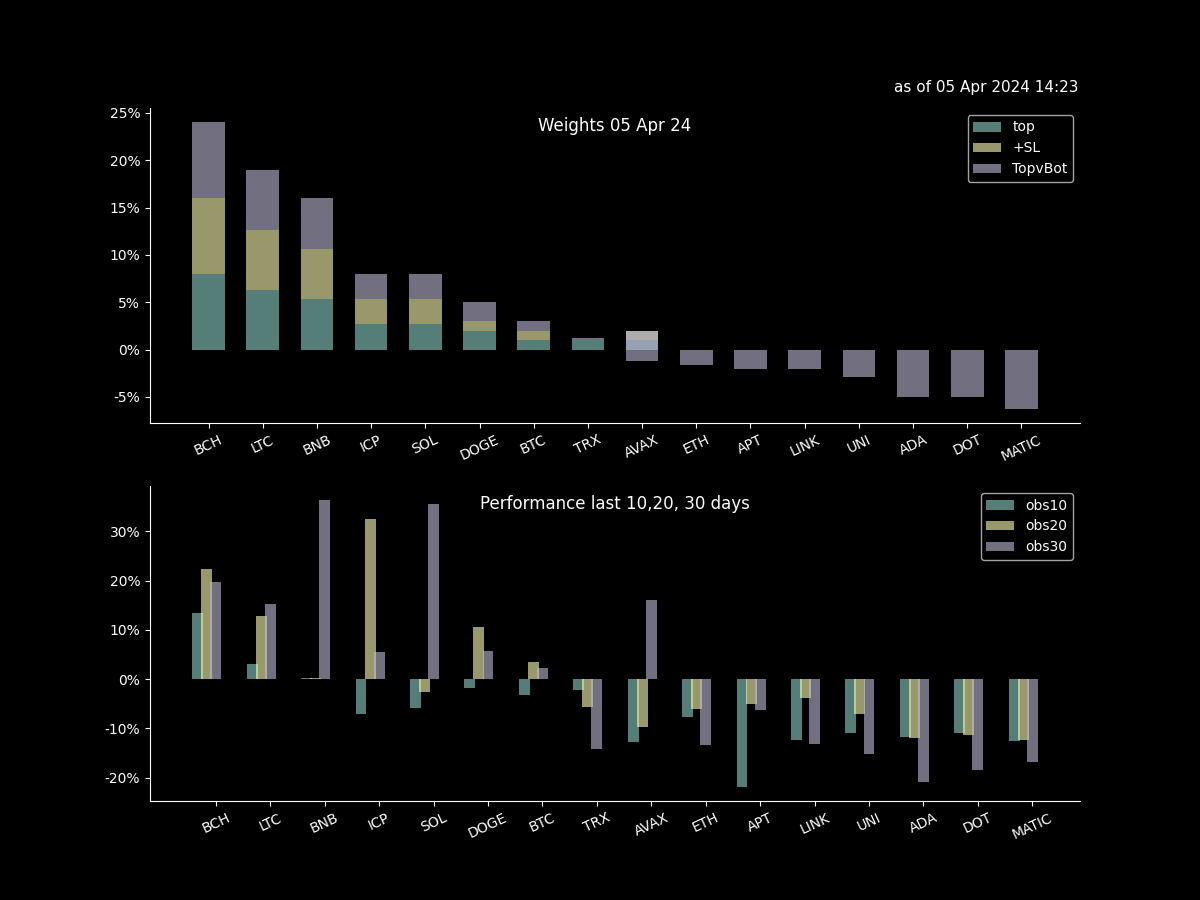 as of 05 Apr 2024 14:23
Weights 05 Apr 24
25%
20%
15%
10%
5%
0%
-5%
top
+SL
TopvBot
BCH LTC BNB ICP SOL DOGE BTC TRX AVAX ETH APT LINK UNI ADA DOT MATIC
Performance last 10,20, 30 days
30%
20%
10%
0%
-10%
-20%
obs10
obs20
obs30
BCH LTC BNB ICP SOL DOGE BTC TRX AVAX ETH APT LINK UNI ADA DOT MATIC